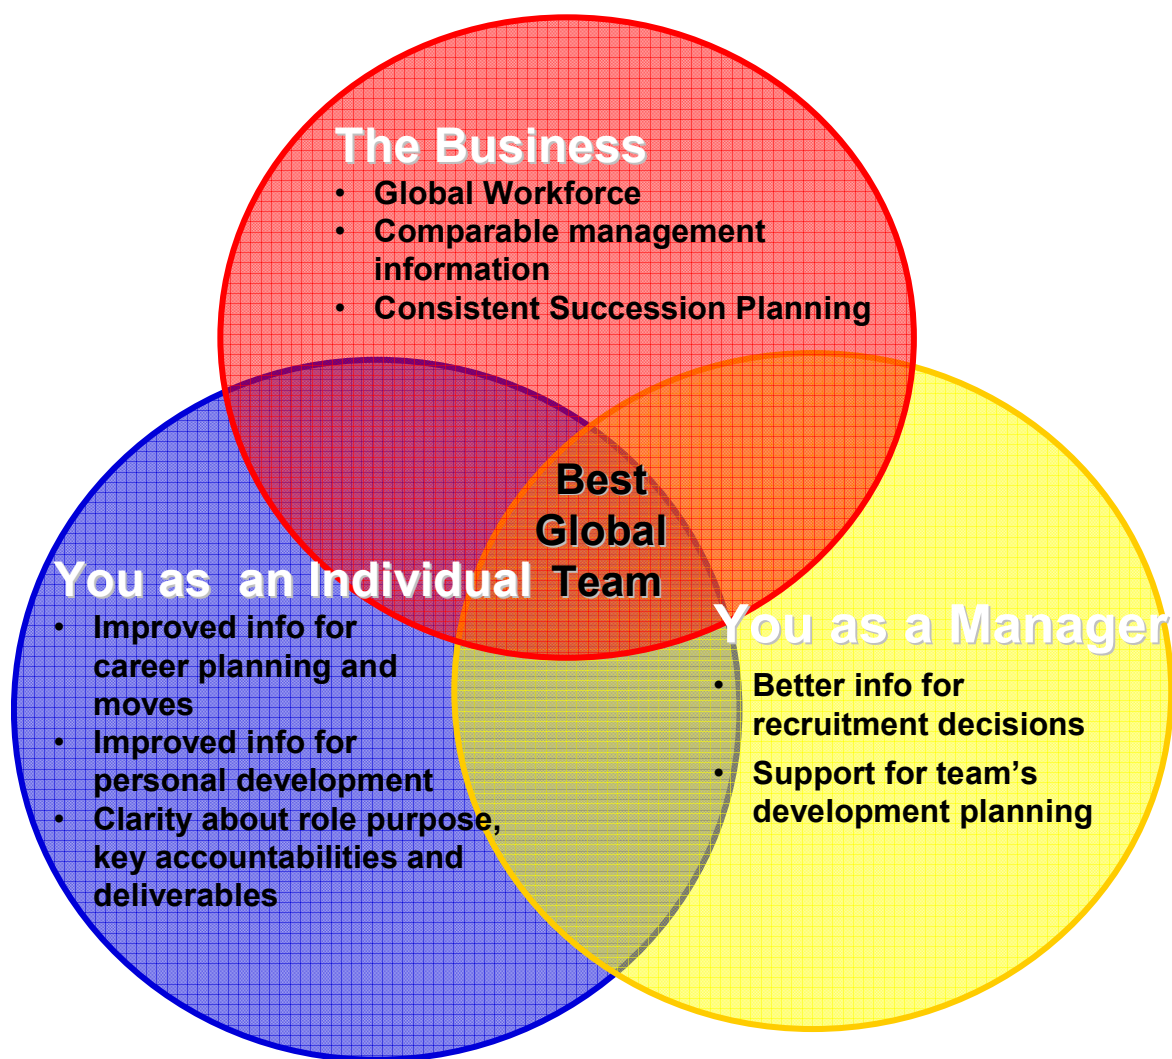 The Business
• Global Workforce
• Comparable management
information
• Consistent Succession Planning
Best
Global
Team
You as  an Individual
• Improved info for
career planning and
moves
• Improved info for
personal development
• Clarity about role purpose,
key accountabilities and
deliverables
You as a Manager
• Better info for
recruitment decisions
• Support for team’s
development planning